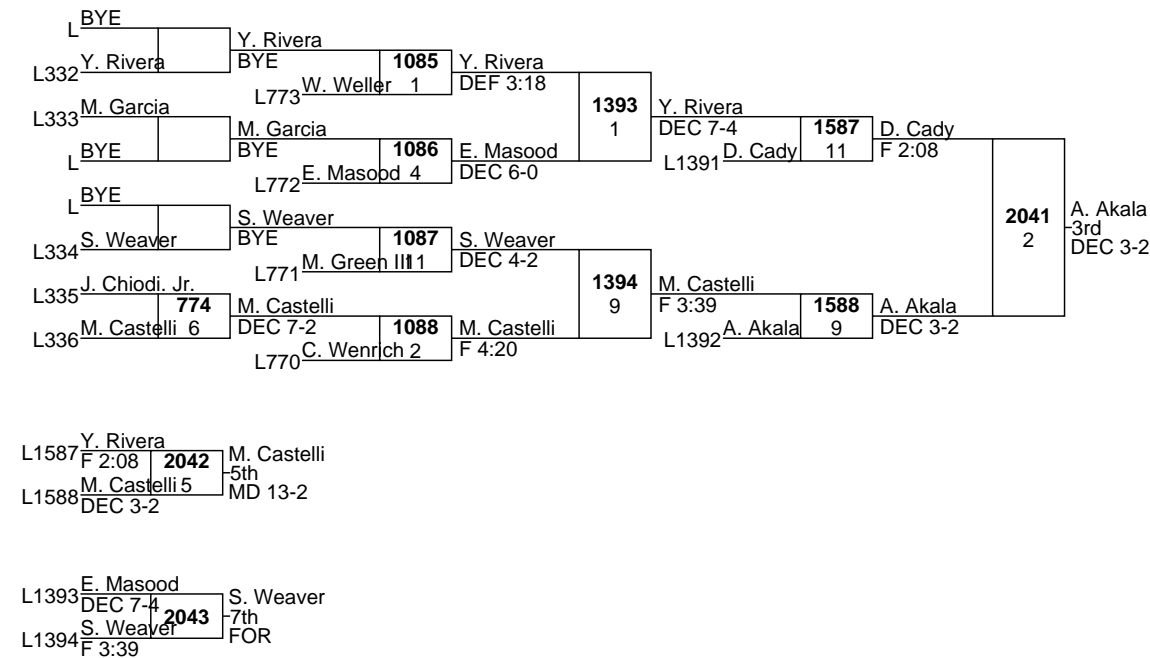 BYE
L
Y. Rivera
L332
Y. Rivera
BYE
M. Garcia
L333
BYE
L
M. Garcia
BYE
BYE
L
S. Weaver
L334
S. Weaver
BYE
J. Chiodi. Jr.
L335
774
6
M. Castelli
L336
M. Castelli
DEC 7-2
W. Weller
L773
1085
1
Y. Rivera
DEF 3:18
E. Masood
L772
1086
4
E. Masood
DEC 6-0
M. Green III
L771
1087
11
S. Weaver
DEC 4-2
C. Wenrich
L770
1088
2
M. Castelli
F 4:20
1393
1
Y. Rivera
DEC 7-4
1394
9
M. Castelli
F 3:39
D. Cady
L1391
1587
11
D. Cady
F 2:08
A. Akala
L1392
1588
9
A. Akala
DEC 3-2
2041
2
A. Akala
3rd
DEC 3-2
L1587
Y. Rivera
F 2:08
2042
5
L1588
M. Castelli
DEC 3-2
M. Castelli
5th
MD 13-2
L1393
E. Masood
DEC 7-4
2043
L1394
S. Weaver
F 3:39
S. Weaver
7th
FOR